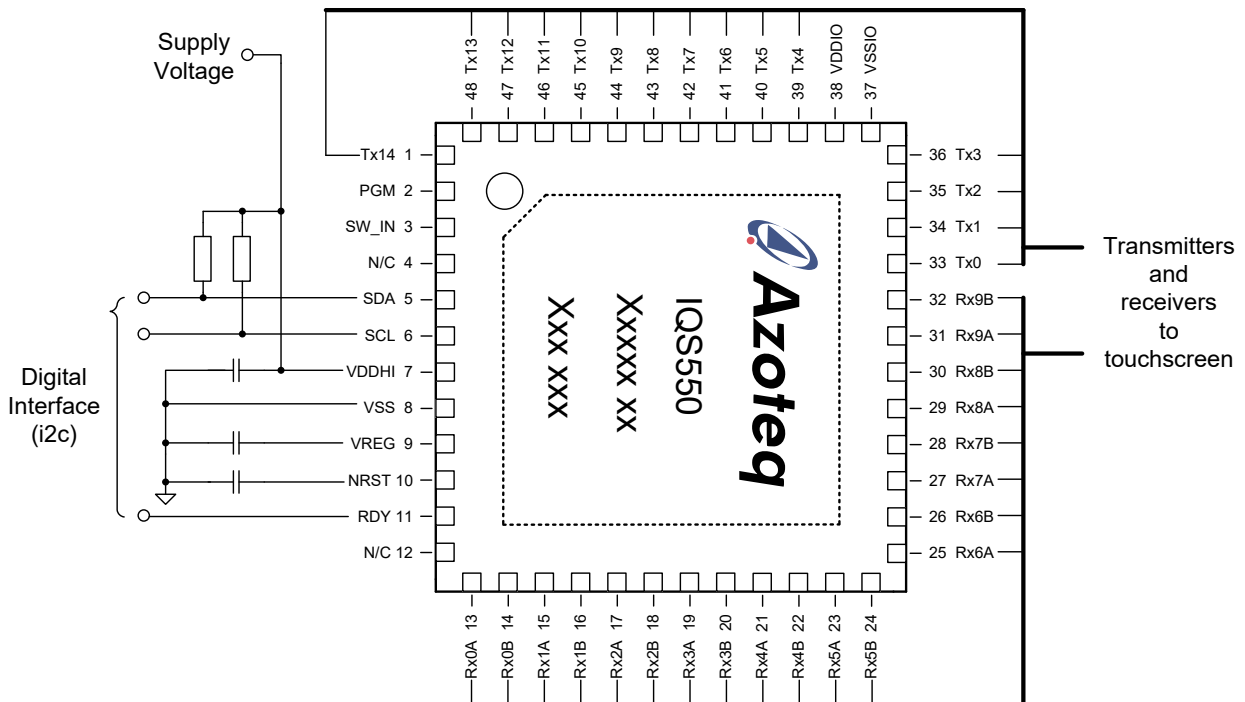 Supply
Voltage
48 Tx13
47 Tx12
46 Tx11
45 Tx10
44 Tx9
43 Tx8
42 Tx7
41 Tx6
40 Tx5
39 Tx4
38 VDDIO
37 VSSIO
Tx14 1
PGM 2
SW_IN 3
N/C 4
SDA 5
SCL 6
VDDHI 7
VSS 8
VREG 9
NRST 10
RDY 11
N/C 12
Digital
Interface
(i2c)
Azoteq
IQS550
Xxxxx xx xx
Xxx xx xxx
36 Tx3
35 Tx2
34 Tx1
33 Tx0
32 Rx9B
31 Rx9A
30 Rx8B
29 Rx8A
28 Rx7B
27 Rx7A
26 Rx6B
25 Rx6A
Transmitters
and
receivers
to
touchscreen
Rx0A 13
Rx0B 14
Rx1A 15
Rx1B 16
Rx2A 17
Rx2B 18
Rx3A 19
Rx3B 20
Rx4A 21
Rx4B 22
Rx5A 23
Rx5B 24